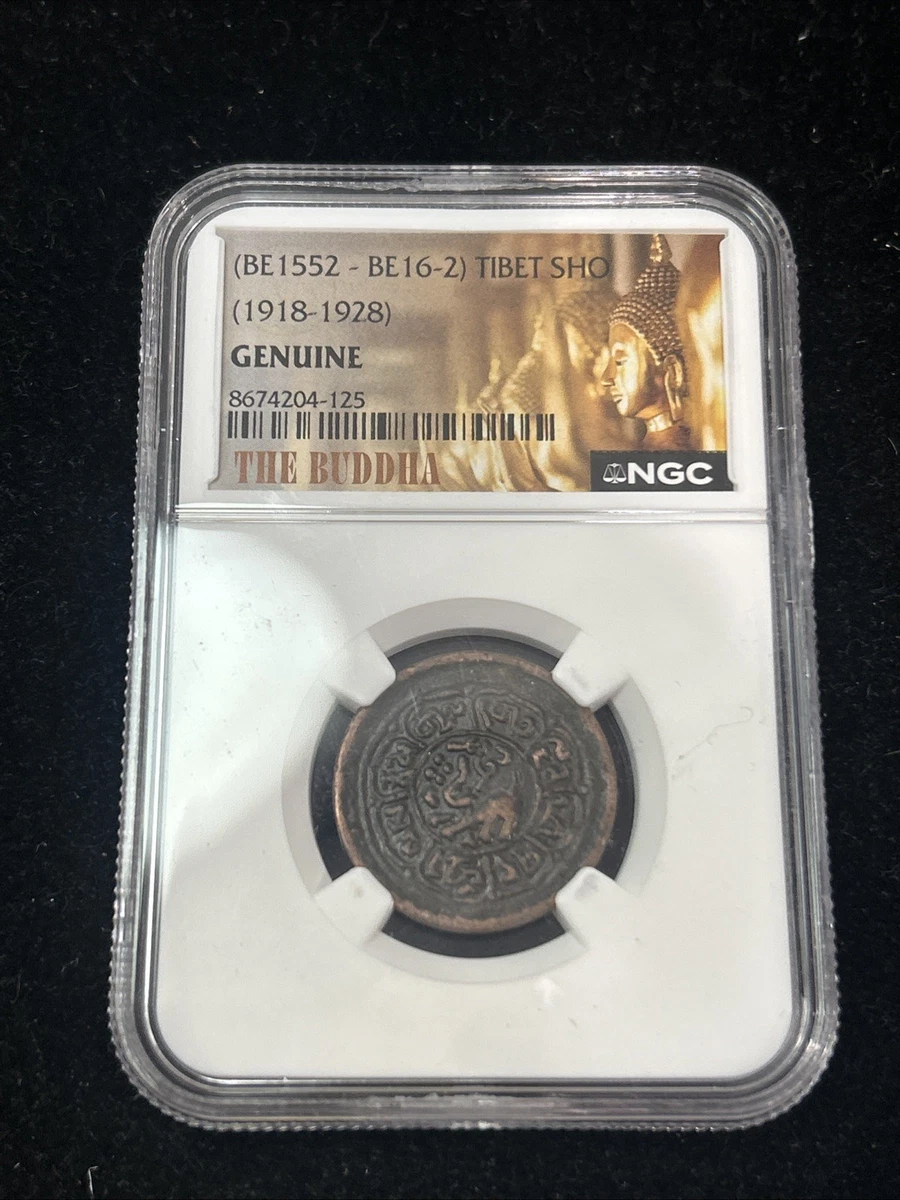 (BE1552 - BE16-2) TIBET SHO
(1918-1928)
GENUINE
8674204-125
THE BUDDHA
NGC